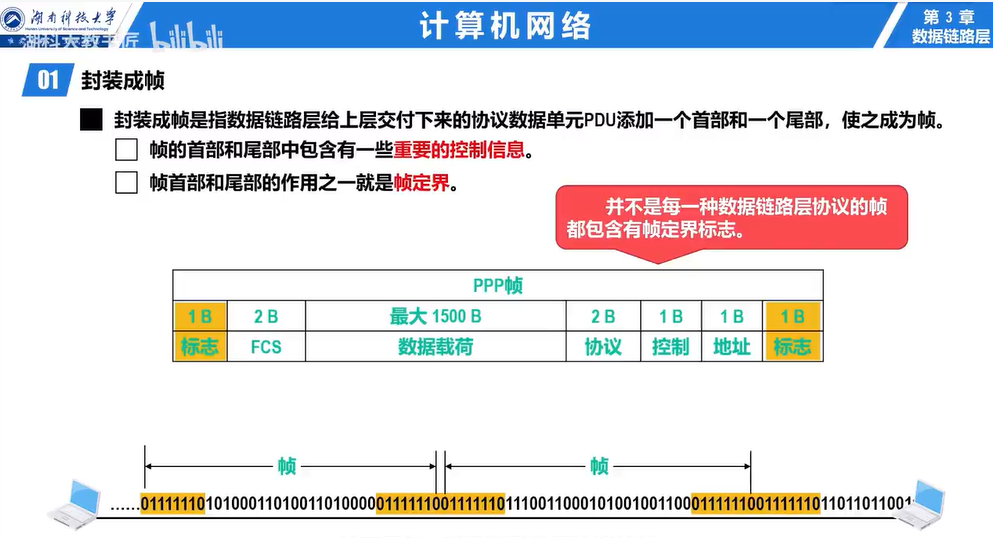 湖南科技大学
Hunan University of Science and Technology
湖科大教书匠 bilibili
计算机网络
第 3 章
数据链路层
01 封装成帧
封装成帧是指数据链路层给上层交付下来的协议数据单元PDU添加一个首部和一个尾部，使之成为帧。
帧的首部和尾部中包含有一些重要的控制信息。
帧首部和尾部的作用之一就是帧定界。
并不是每一种数据链路层协议的帧
都包含有帧定界标志。
PPP帧
1 B 2 B 最大 1500 B 2 B 1 B 1 B 1 B
标志 FCS 数据载荷 协议 控制 地址 标志
帧 帧
……011111101010001101001101000001111110011111101110011000101001001001100011111100111111011011011001